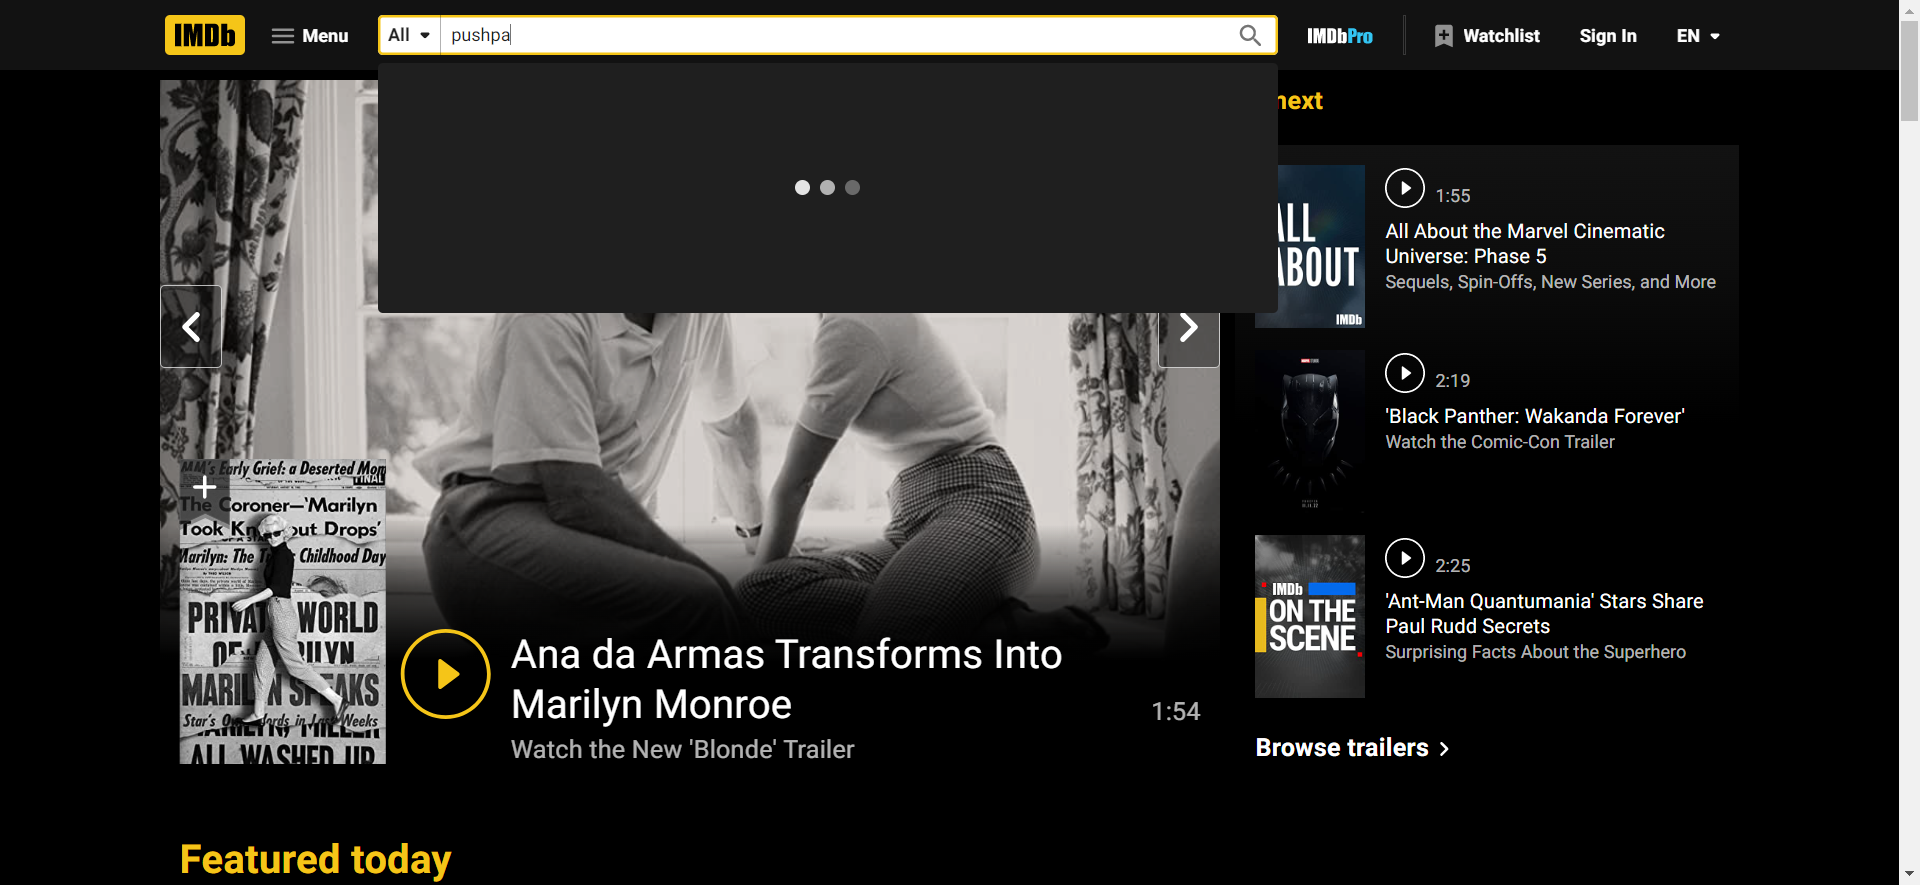 IMDb
Menu
All
pushpa
IMDbPro
Watchlist
Sign In
EN
next
ALL
ABOUT
IMDb
1:55
All About the Marvel Cinematic
Universe: Phase 5
Sequels, Spin-Offs, New Series, and More
2:19
'Black Panther: Wakanda Forever'
Watch the Comic-Con Trailer
IMDb
ON THE
SCENE
2:25
'Ant-Man Quantumania' Stars Share
Paul Rudd Secrets
Surprising Facts About the Superhero
Browse trailers
MM's Early Grief: a Deserted Mom
FINAL
The Coroner—'Marilyn
Took Kn out Drops'
Marilyn: The Childhood Day
PRIVAT WORLD
OF
MARILYN SPEAKS
Star's Own Words in Last Weeks
MARILYN, MILLER
ALL WASHED UP
Ana da Armas Transforms Into
Marilyn Monroe
1:54
Watch the New 'Blonde' Trailer
Featured today